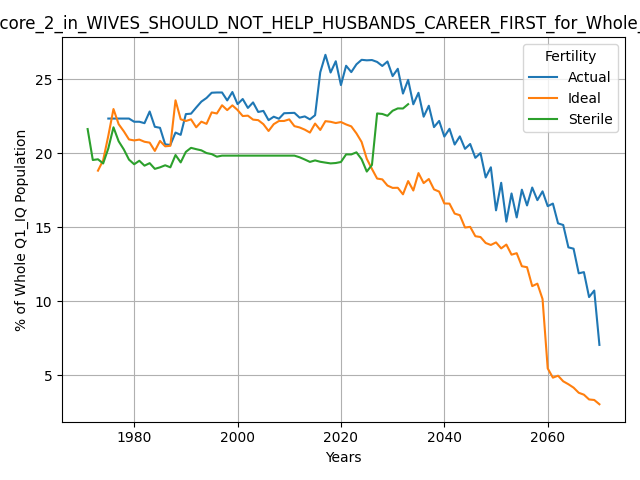 core_2_in_WIVES_SHOULD_NOT_HELP_HUSBANDS_CAREER_FIRST_for_Whole_
Fertility
Actual
Ideal
Sterile
% of Whole Q1_IQ Population
25
20
15
10
5
1980 2000 2020 2040 2060
Years